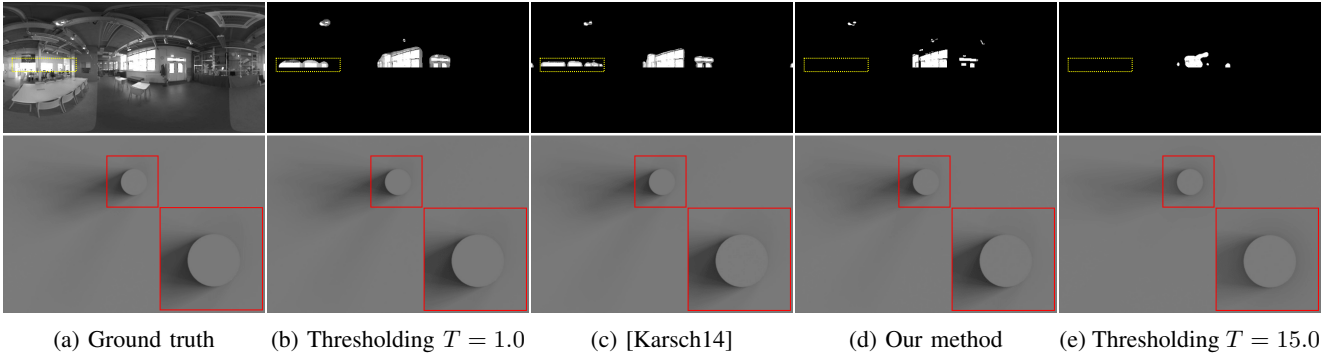 (a) Ground truth
(b) Thresholding T = 1.0
(c) [Karsch14]
(d) Our method
(e) Thresholding T = 15.0